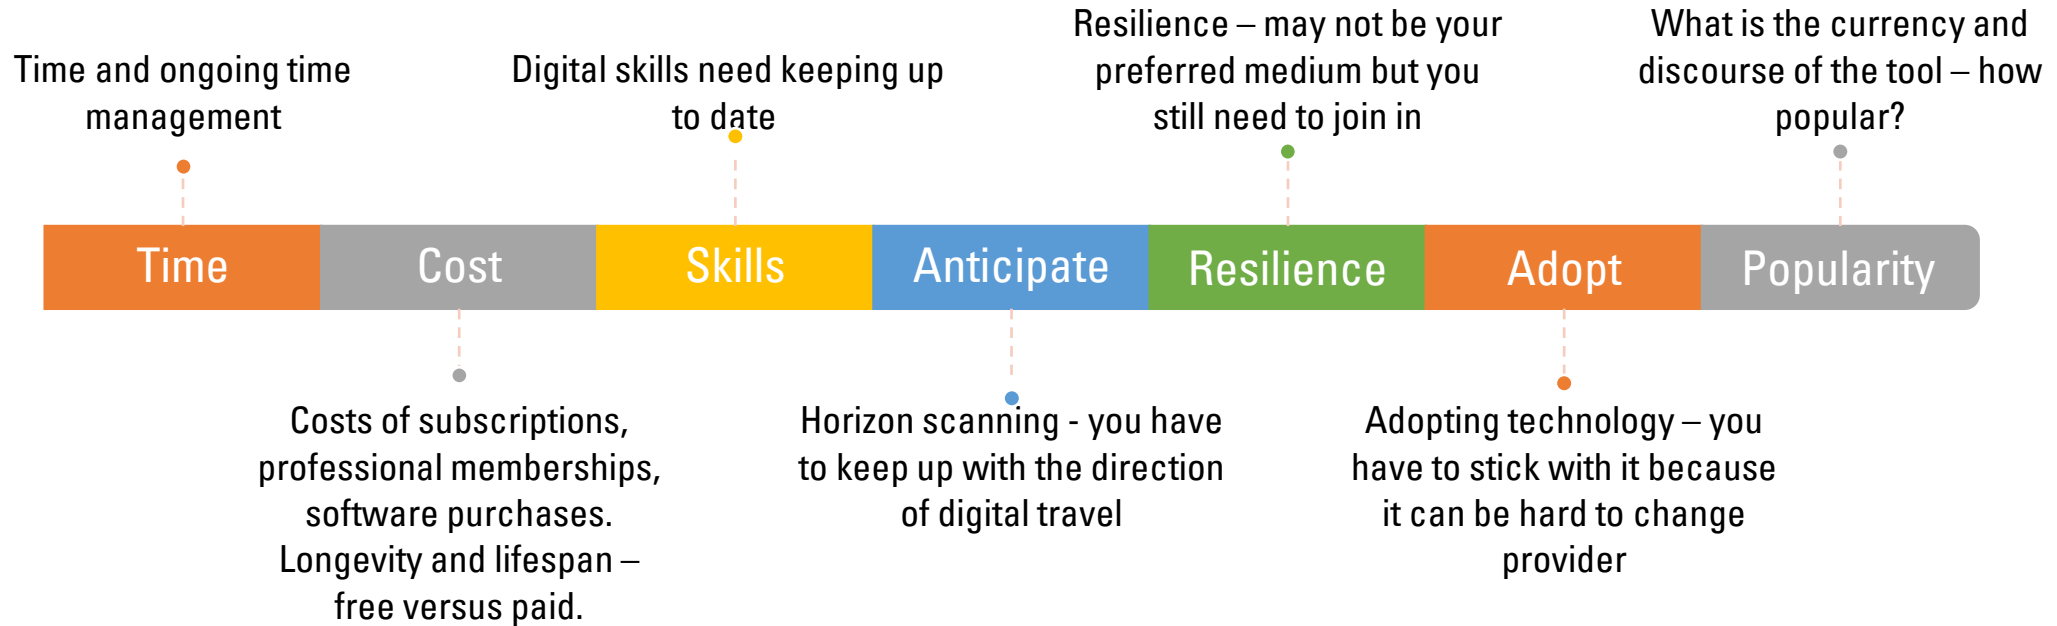 Time and ongoing time
management
Digital skills need keeping up
to date
Resilience – may not be your
preferred medium but you
still need to join in
What is the currency and
discourse of the tool – how
popular?
Time
Cost
Skills
Anticipate
Resilience
Adopt
Popularity
Costs of subscriptions,
professional memberships,
software purchases.
Longevity and lifespan –
free versus paid.
Horizon scanning - you have
to keep up with the direction
of digital travel
Adopting technology – you
have to stick with it because
it can be hard to change
provider